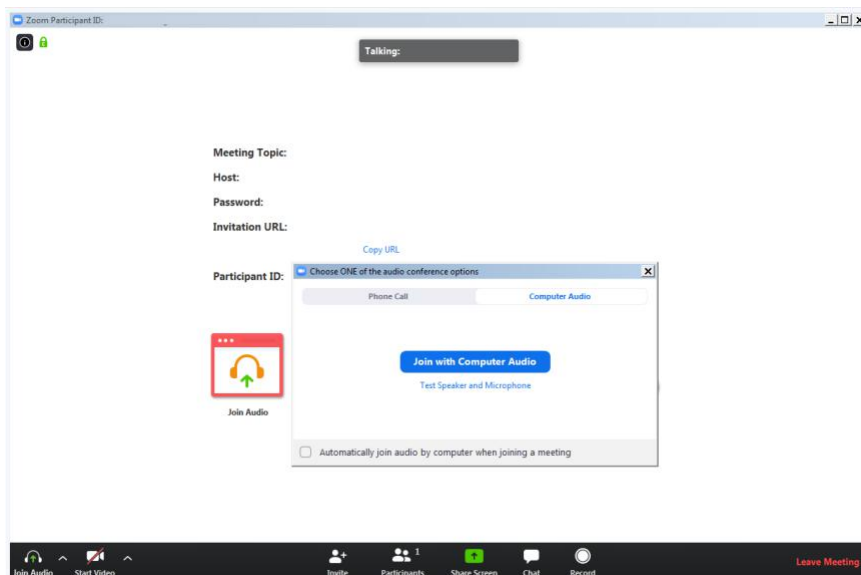 Zoom Participant ID:
Talking:
Meeting Topic:
Host:
Password:
Invitation URL:
Copy URL
Participant ID:
Choose ONE of the audio conference options
Phone Call
Computer Audio
Join with Computer Audio
Test Speaker and Microphone
Join Audio
Automatically join audio by computer when joining a meeting
1
Join Audio
Start Video
Invite
Participants
Share Screen
Chat
Record
Leave Meeting